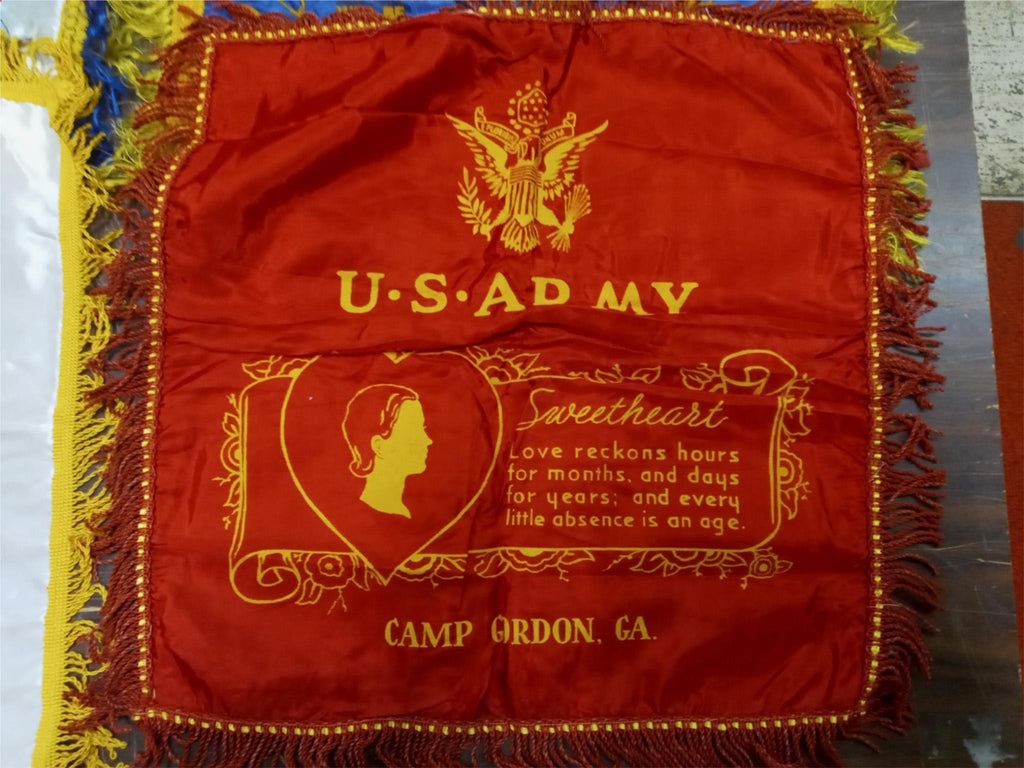 U·S·ARMY
Sweetheart
Love reckons hours
for months, and days
for years; and every
little absence is an age.
CAMP GORDON, GA.